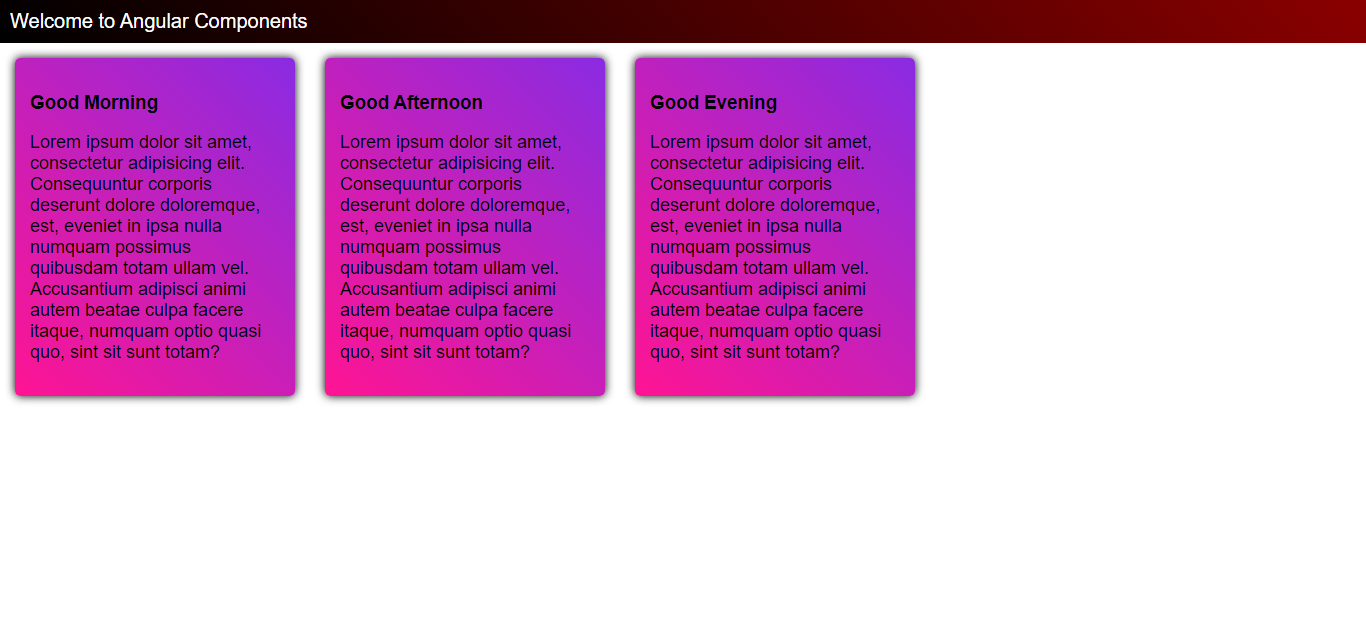 Welcome to Angular Components
Good Morning
Lorem ipsum dolor sit amet,
consectetur adipisicing elit.
Consequuntur corporis
deserunt dolore doloremque,
est, eveniet in ipsa nulla
numquam possimus
quibusdam totam ullam vel.
Accusantium adipisci animi
autem beatae culpa facere
itaque, numquam optio quasi
quo, sint sit sunt totam?
Good Afternoon
Lorem ipsum dolor sit amet,
consectetur adipisicing elit.
Consequuntur corporis
deserunt dolore doloremque,
est, eveniet in ipsa nulla
numquam possimus
quibusdam totam ullam vel.
Accusantium adipisci animi
autem beatae culpa facere
itaque, numquam optio quasi
quo, sint sit sunt totam?
Good Evening
Lorem ipsum dolor sit amet,
consectetur adipisicing elit.
Consequuntur corporis
deserunt dolore doloremque,
est, eveniet in ipsa nulla
numquam possimus
quibusdam totam ullam vel.
Accusantium adipisci animi
autem beatae culpa facere
itaque, numquam optio quasi
quo, sint sit sunt totam?